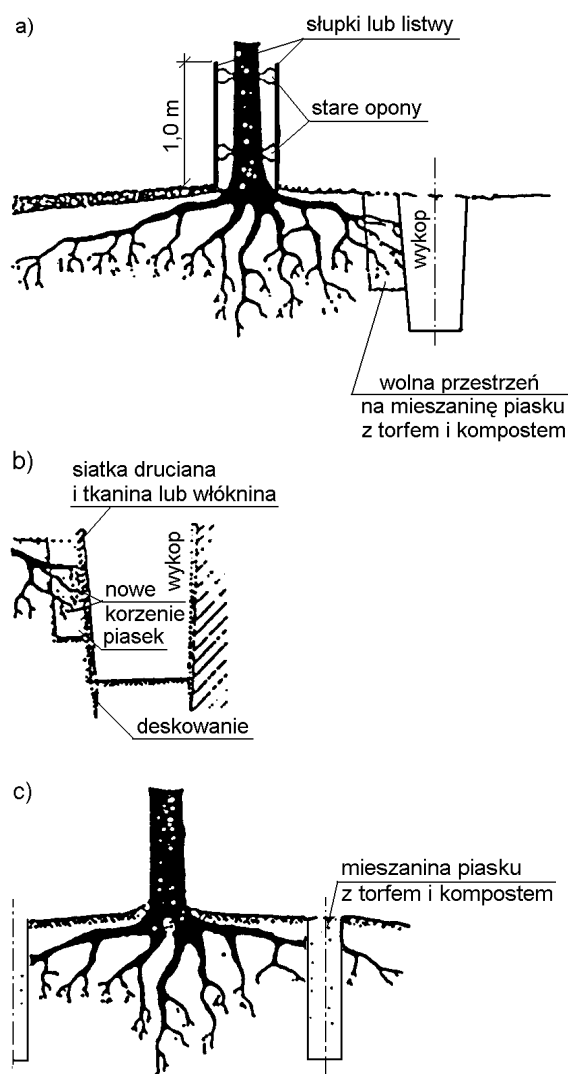 a)
słupki lub listwy
stare opony
1,0 m
wykop
wolna przestrzeń
na mieszaninę piasku
z torfem i kompostem
b)
siatka druciana
i tkanina lub włóknina
wykop
nowe
korzenie
piasek
deskowanie
c)
mieszanina piasku
z torfem i kompostem